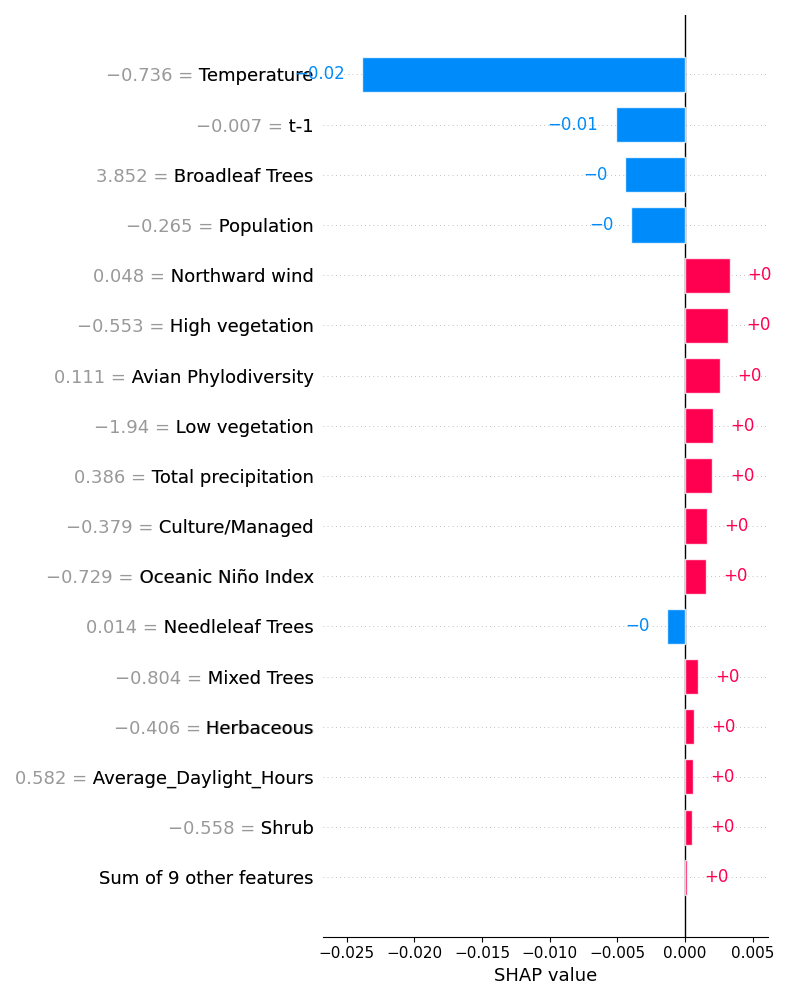 −0.736 = Temperature −0.02
−0.007 = t-1 −0.01
3.852 = Broadleaf Trees −0
−0.265 = Population −0
0.048 = Northward wind +0
−0.553 = High vegetation +0
0.111 = Avian Phylodiversity +0
−1.94 = Low vegetation +0
0.386 = Total precipitation +0
−0.379 = Culture/Managed +0
−0.729 = Oceanic Niño Index +0
0.014 = Needleleaf Trees −0
−0.804 = Mixed Trees +0
−0.406 = Herbaceous +0
0.582 = Average_Daylight_Hours +0
−0.558 = Shrub +0
Sum of 9 other features +0
−0.025 −0.020 −0.015 −0.010 −0.005 0.000 0.005
SHAP value